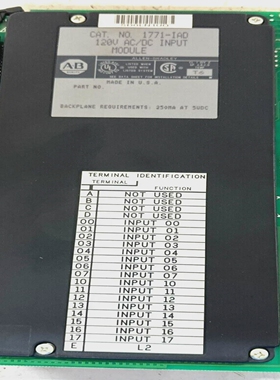 CAT. NO. 1771-IAD
120V AC/DC INPUT
MODULE
AB
ALLEN-BRADLEY
MADE IN U.S.A.
PART NO.
BACKPLANE REQUIREMENTS: 250MA AT 5VDC
TERMINAL IDENTIFICATION
TERMINAL
FUNCTION
A NOT USED
B NOT USED
C NOT USED
D NOT USED
00 INPUT 00
01 INPUT 01
02 INPUT 02
03 INPUT 03
04 INPUT 04
05 INPUT 05
06 INPUT 06
07 INPUT 07
10 INPUT 10
11 INPUT 11
12 INPUT 12
13 INPUT 13
14 INPUT 14
15 INPUT 15
16 INPUT 16
17 INPUT 17
E L2